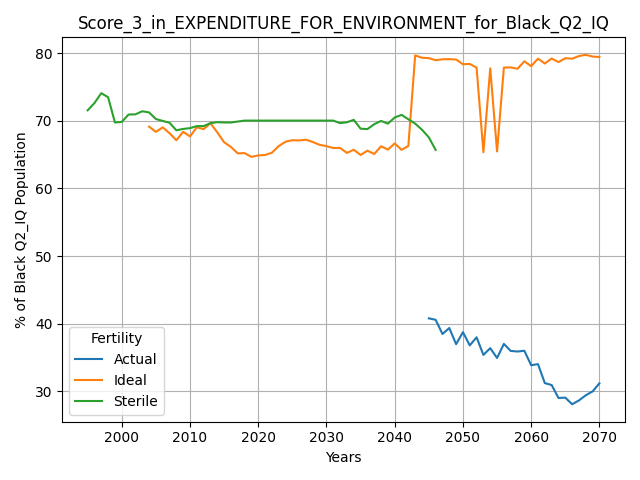 Score_3_in_EXPENDITURE_FOR_ENVIRONMENT_for_Black_Q2_IQ
% of Black Q2_IQ Population
80
70
60
50
40
30
Fertility
Actual
Ideal
Sterile
2000 2010 2020 2030 2040 2050 2060 2070
Years